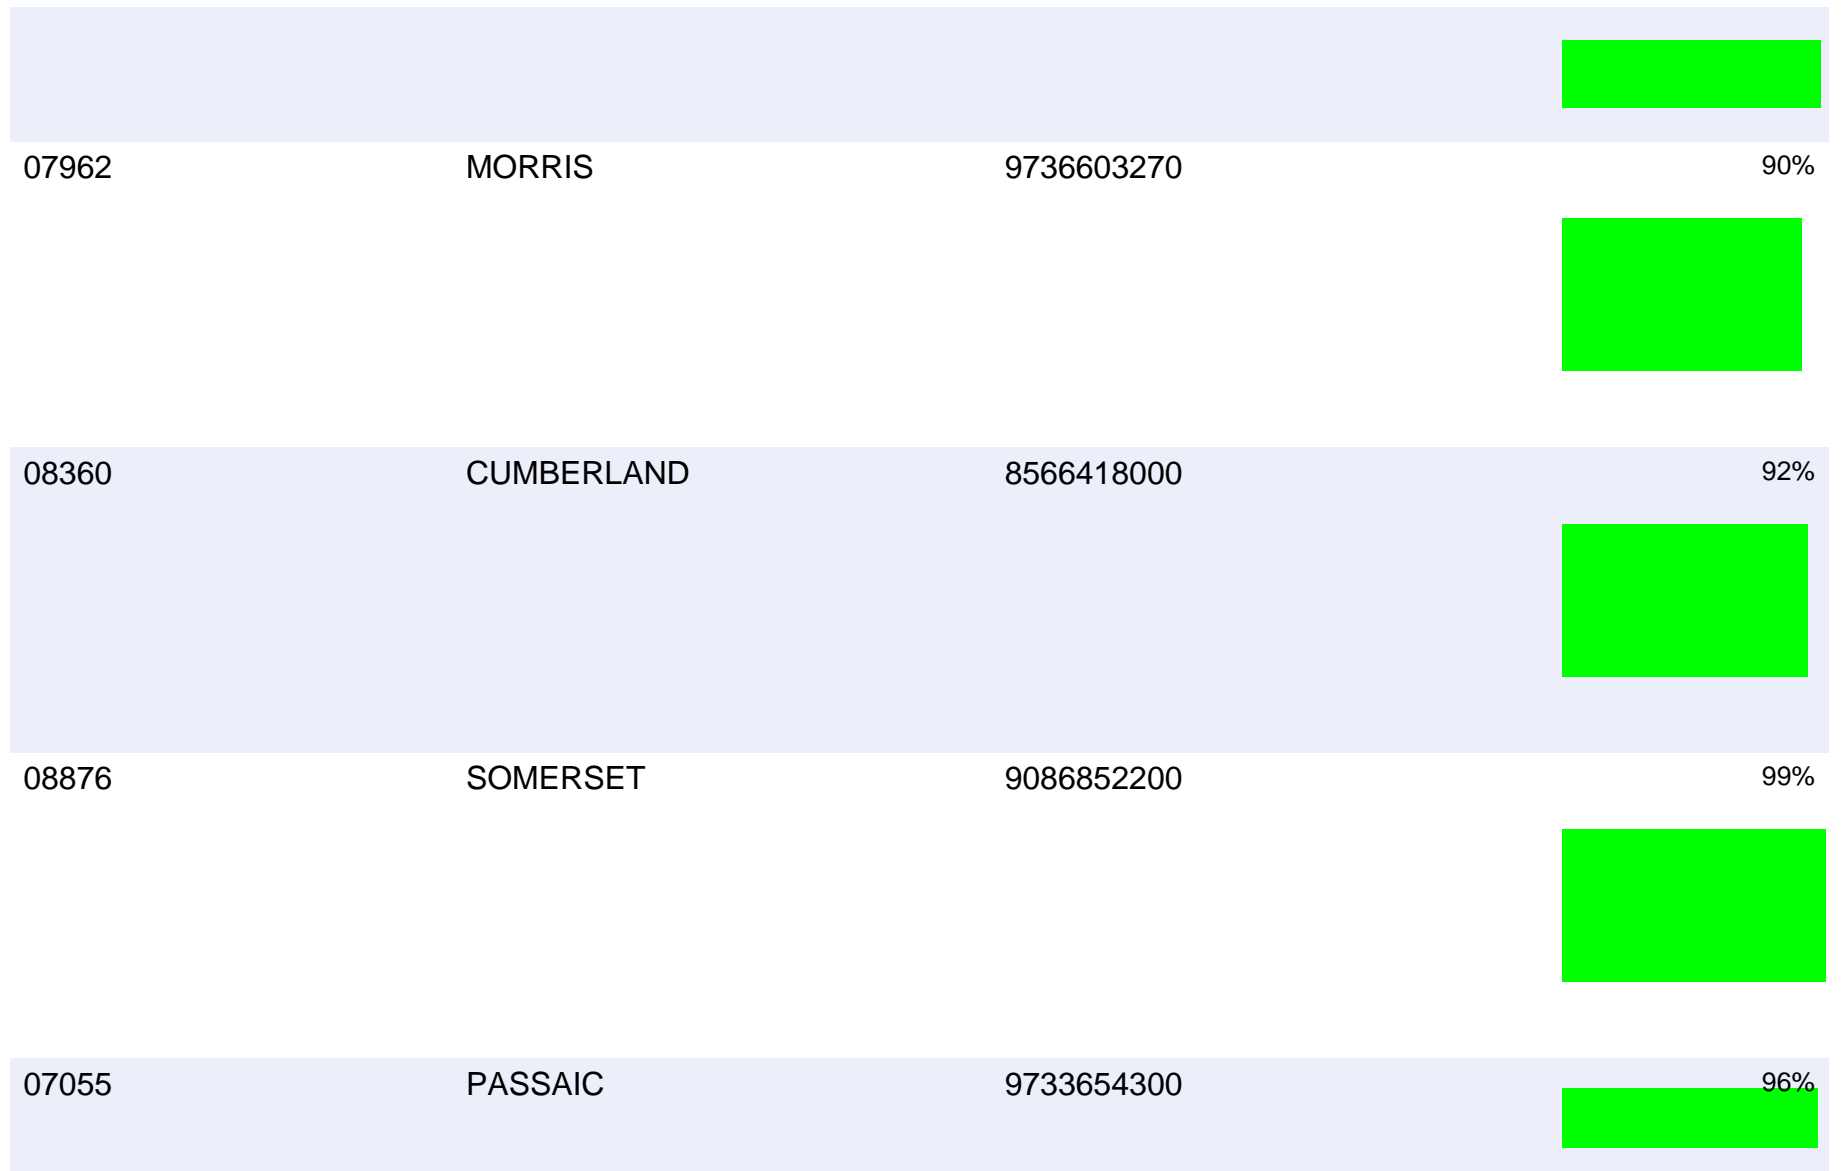 07962 MORRIS 9736603270 90%
08360 CUMBERLAND 8566418000 92%
08876 SOMERSET 9086852200 99%
07055 PASSAIC 9733654300 96%